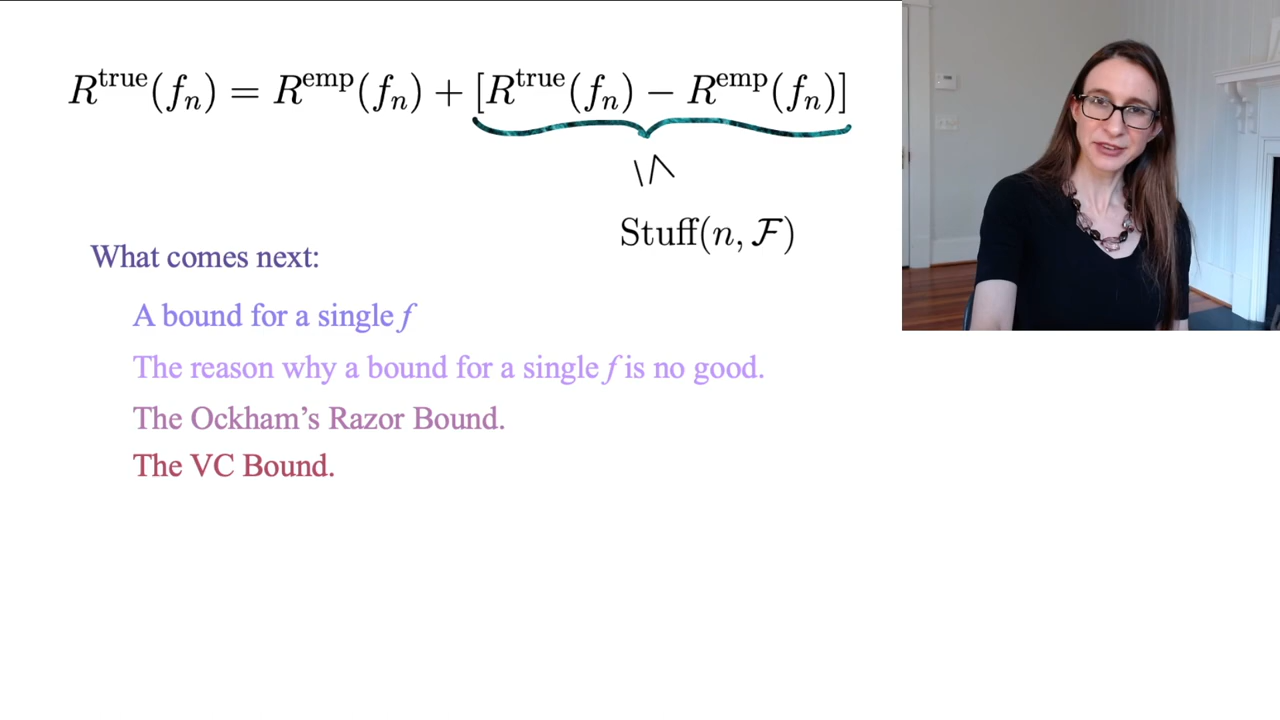 R^true(f_n) = R^emp(f_n) + [R^true(f_n) − R^emp(f_n)]
≤
Stuff(n, ℱ)
What comes next:
A bound for a single f
The reason why a bound for a single f is no good.
The Ockham’s Razor Bound.
The VC Bound.